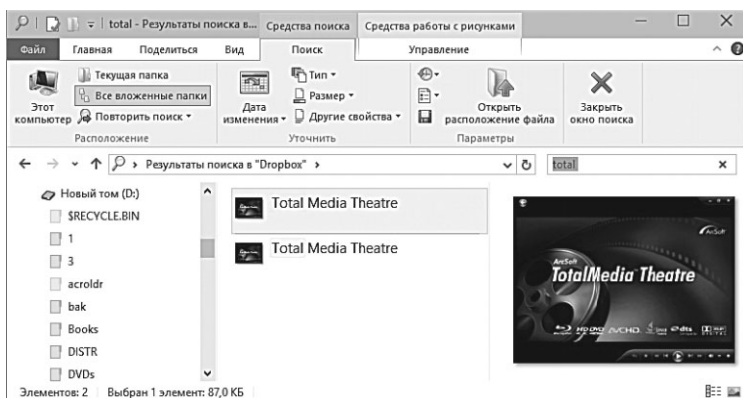 total - Результаты поиска в...
Средства поиска
Средства работы с рисунками
Файл Главная Поделиться Вид Поиск Управление
Этот компьютер
Текущая папка
Все вложенные папки
Повторить поиск
Расположение
Дата изменения
Тип
Размер
Другие свойства
Уточнить
Открыть расположение файла
Параметры
Закрыть окно поиска
Результаты поиска в "Dropbox"
total
Новый том (D:)
$RECYCLE.BIN
1
3
acroldr
bak
Books
DISTR
DVDs
Total Media Theatre
Total Media Theatre
ArcSoft
ArcSoft
TotalMedia Theatre
HD DVD AVCHD dts
Элементов: 2 Выбран 1 элемент: 87,0 КБ